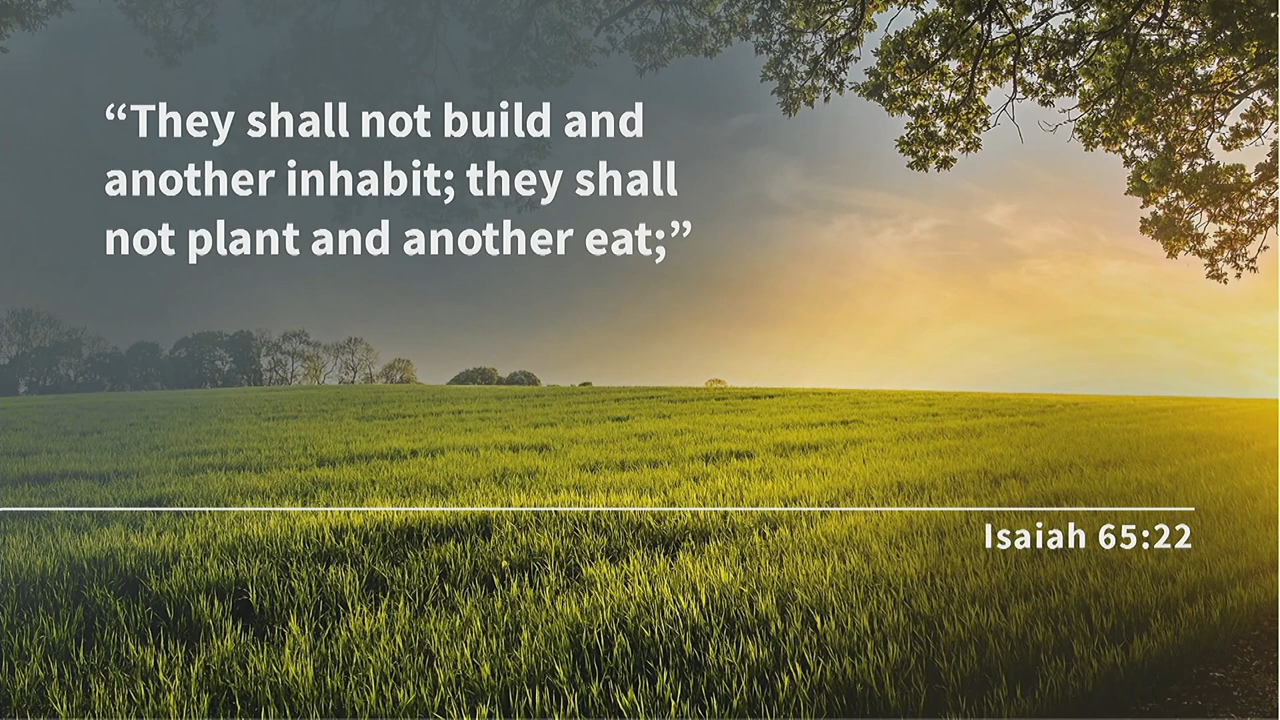 “They shall not build and
another inhabit; they shall
not plant and another eat;”
Isaiah 65:22